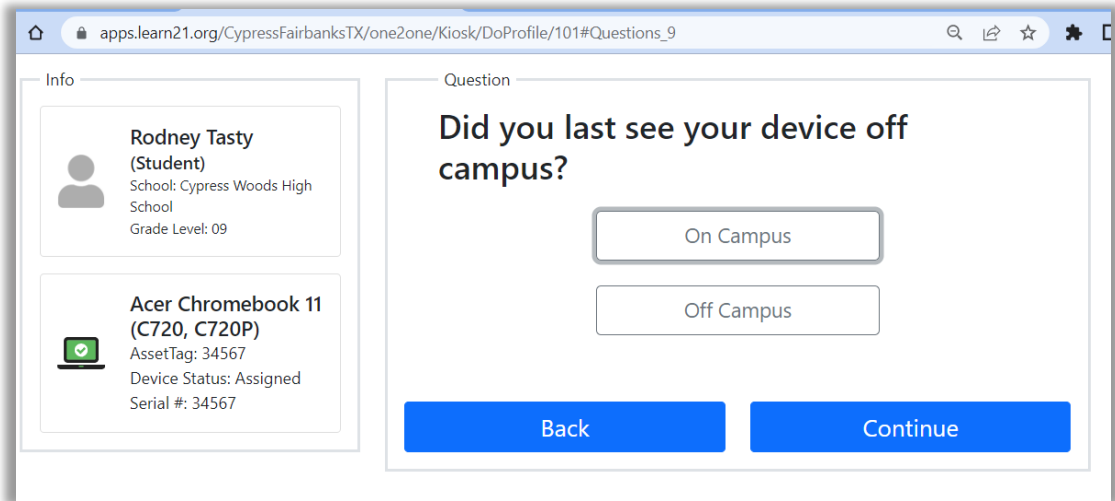 apps.learn21.org/CypressFairbanksTX/one2one/Kiosk/DoProfile/101#Questions_9
Info
Rodney Tasty
(Student)
School: Cypress Woods High
School
Grade Level: 09
Acer Chromebook 11
(C720, C720P)
AssetTag: 34567
Device Status: Assigned
Serial #: 34567
Question
Did you last see your device off
campus?
On Campus
Off Campus
Back
Continue